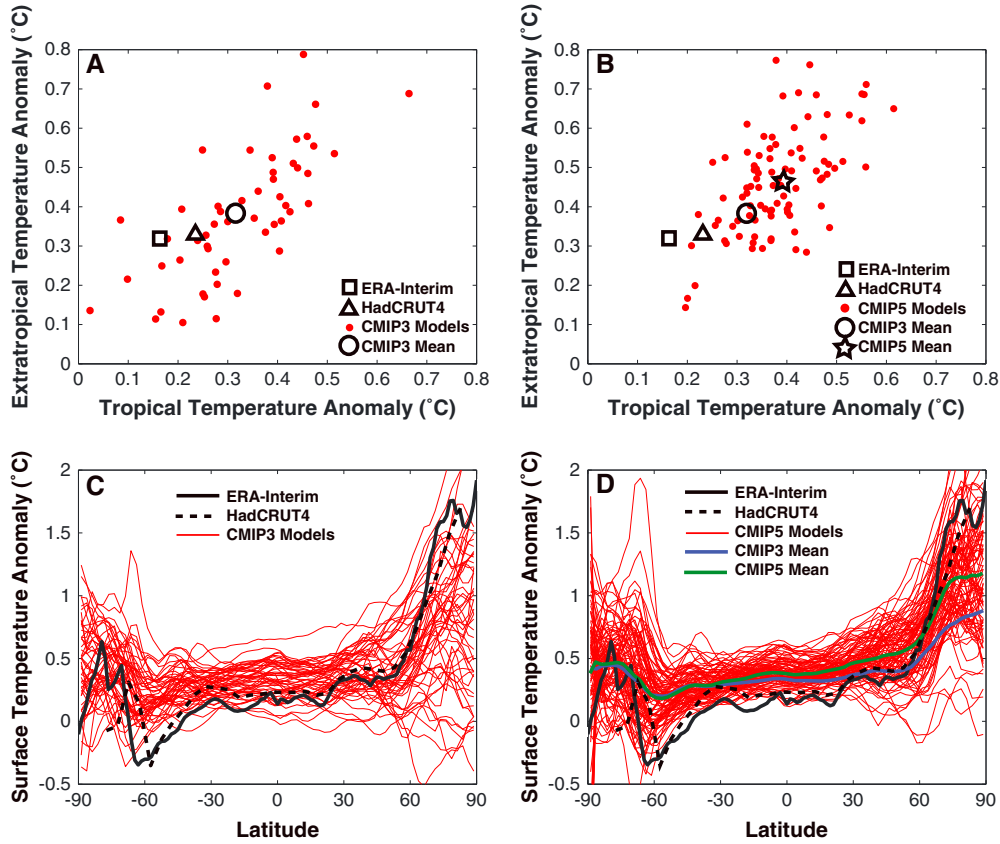 A
Extratropical Temperature Anomaly (˚C)
0.8
0.7
0.6
0.5
0.4
0.3
0.2
0.1
0
0 0.1 0.2 0.3 0.4 0.5 0.6 0.7 0.8
Tropical Temperature Anomaly (˚C)
ERA-Interim
HadCRUT4
CMIP3 Models
CMIP3 Mean
B
Extratropical Temperature Anomaly (˚C)
0.8
0.7
0.6
0.5
0.4
0.3
0.2
0.1
0
0 0.1 0.2 0.3 0.4 0.5 0.6 0.7 0.8
Tropical Temperature Anomaly (˚C)
ERA-Interim
HadCRUT4
CMIP5 Models
CMIP3 Mean
CMIP5 Mean
C
Surface Temperature Anomaly (˚C)
2
1.5
1
0.5
0
-0.5
-90 -60 -30 0 30 60 90
Latitude
ERA-Interim
HadCRUT4
CMIP3 Models
D
Surface Temperature Anomaly (˚C)
2
1.5
1
0.5
0
-0.5
-90 -60 -30 0 30 60 90
Latitude
ERA-Interim
HadCRUT4
CMIP5 Models
CMIP3 Mean
CMIP5 Mean